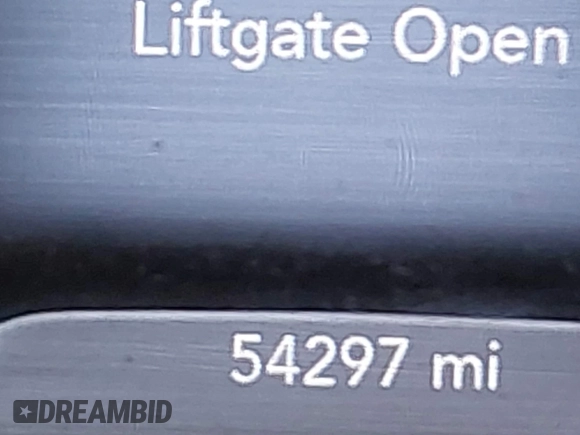 Liftgate Open
54297 mi
DREAMBID